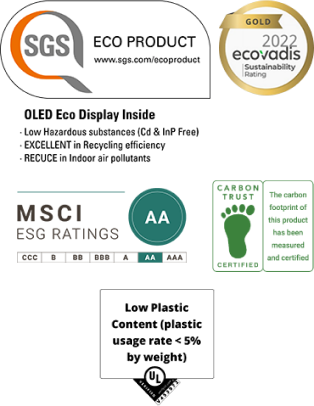 SGS
ECO PRODUCT
www.sgs.com/ecoproduct
GOLD
2022
ecovadis
Sustainability
Rating
OLED Eco Display Inside
· Low Hazardous substances (Cd & InP Free)
· EXCELLENT in Recycling efficiency
· RECUCE in Indoor air pollutants
MSCI
ESG RATINGS
AA
CCC B BB BBB A AA AAA
CARBON
TRUST
CERTIFIED
The carbon
footprint of
this product
has been
measured
and certified
Low Plastic
Content (plastic
usage rate < 5%
by weight)
UL